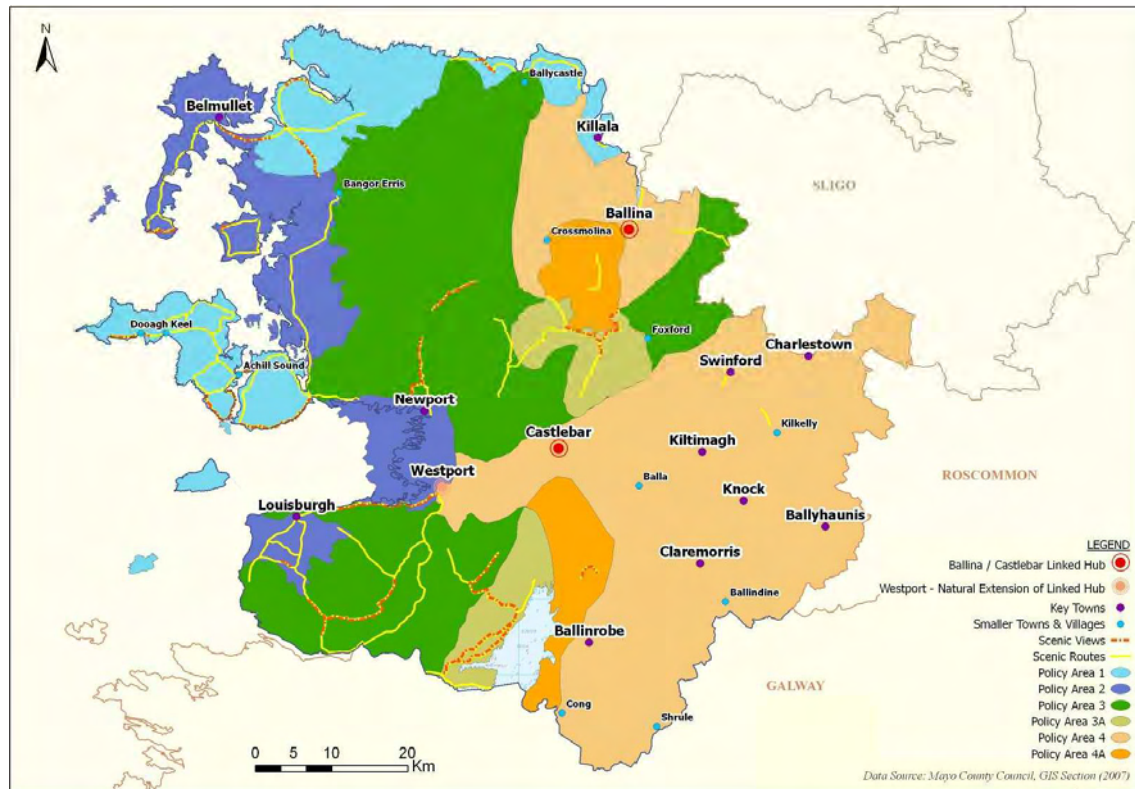 N
Ballycastle
Belmullet
Killala
Bangor Erris
SLIGO
Ballina
Crossmolina
Dooagh Keel
Foxford
Charlestown
Swinford
Achill Sound
Newport
Castlebar
Kilkelly
Kiltimagh
Westport
Balla
ROSCOMMON
Knock
Louisburgh
Ballyhaunis
Claremorris
Ballindine
Ballinrobe
GALWAY
Cong
Shrule
LEGEND
Ballina / Castlebar Linked Hub
Westport - Natural Extension of Linked Hub
Key Towns
Smaller Towns & Villages
Scenic Views
Scenic Routes
Policy Area 1
Policy Area 2
Policy Area 3
Policy Area 3A
Policy Area 4
Policy Area 4A
0 5 10 20
Km
Data Source: Mayo County Council, GIS Section (2007)